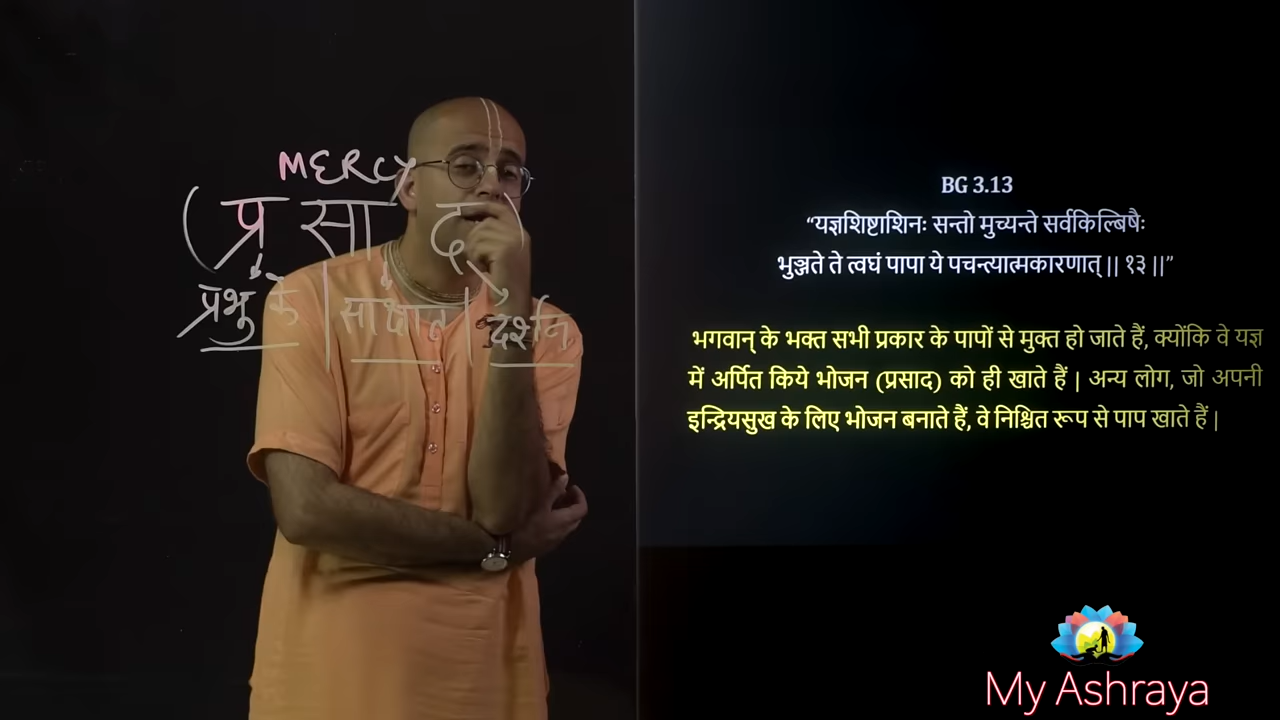 MERCY
(प्र सा द)
प्रभु के | साक्षात | दर्शन
BG 3.13
“यज्ञशिष्टाशिनः सन्तो मुच्यन्ते सर्वकिल्बिषैः
भुञ्जते ते त्वघं पापा ये पचन्त्यात्मकारणात् || १३ ||”
भगवान् के भक्त सभी प्रकार के पापों से मुक्त हो जाते हैं, क्योंकि वे यज्ञ
में अर्पित किये भोजन (प्रसाद) को ही खाते हैं | अन्य लोग, जो अपनी
इन्द्रियसुख के लिए भोजन बनाते हैं, वे निश्चित रूप से पाप खाते हैं |
My Ashraya